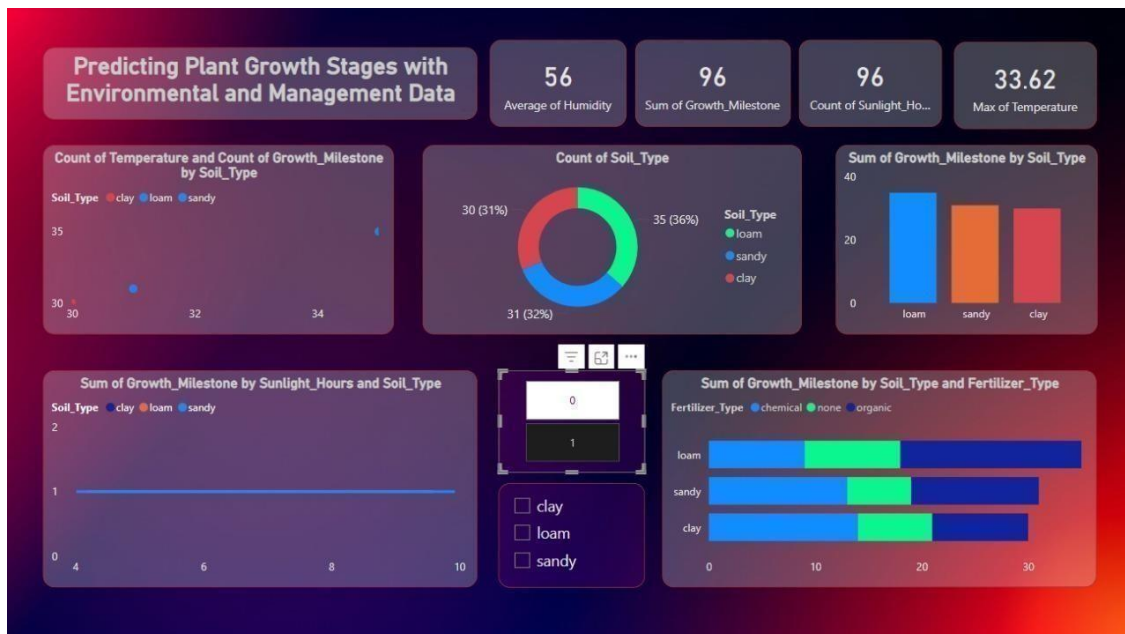 Predicting Plant Growth Stages with
Environmental and Management Data
56
Average of Humidity
96
Sum of Growth_Milestone
96
Count of Sunlight_Ho...
33.62
Max of Temperature
Count of Temperature and Count of Growth_Milestone
by Soil_Type
Soil_Type clay loam sandy
35
30
30 32 34
Count of Soil_Type
30 (31%)
35 (36%)
31 (32%)
Soil_Type
loam
sandy
clay
Sum of Growth_Milestone by Soil_Type
40
20
0
loam sandy clay
Sum of Growth_Milestone by Sunlight_Hours and Soil_Type
Soil_Type clay loam sandy
2
1
0
4 6 8 10
0
1
clay
loam
sandy
Sum of Growth_Milestone by Soil_Type and Fertilizer_Type
Fertilizer_Type chemical none organic
loam
sandy
clay
0 10 20 30